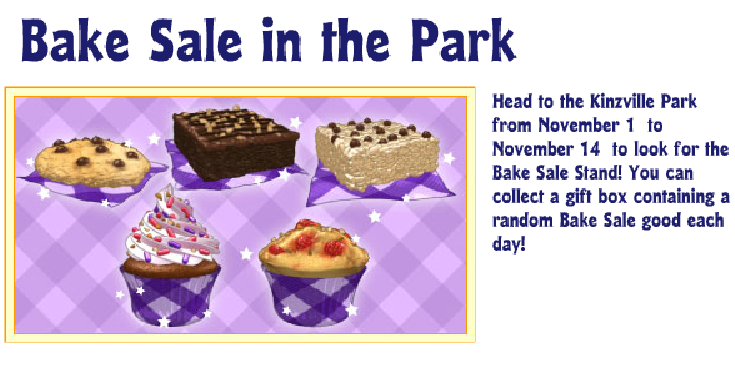 Bake Sale in the Park
Head to the Kinzville Park
from November 1 to
November 14 to look for the
Bake Sale Stand! You can
collect a gift box containing a
random Bake Sale good each
day!